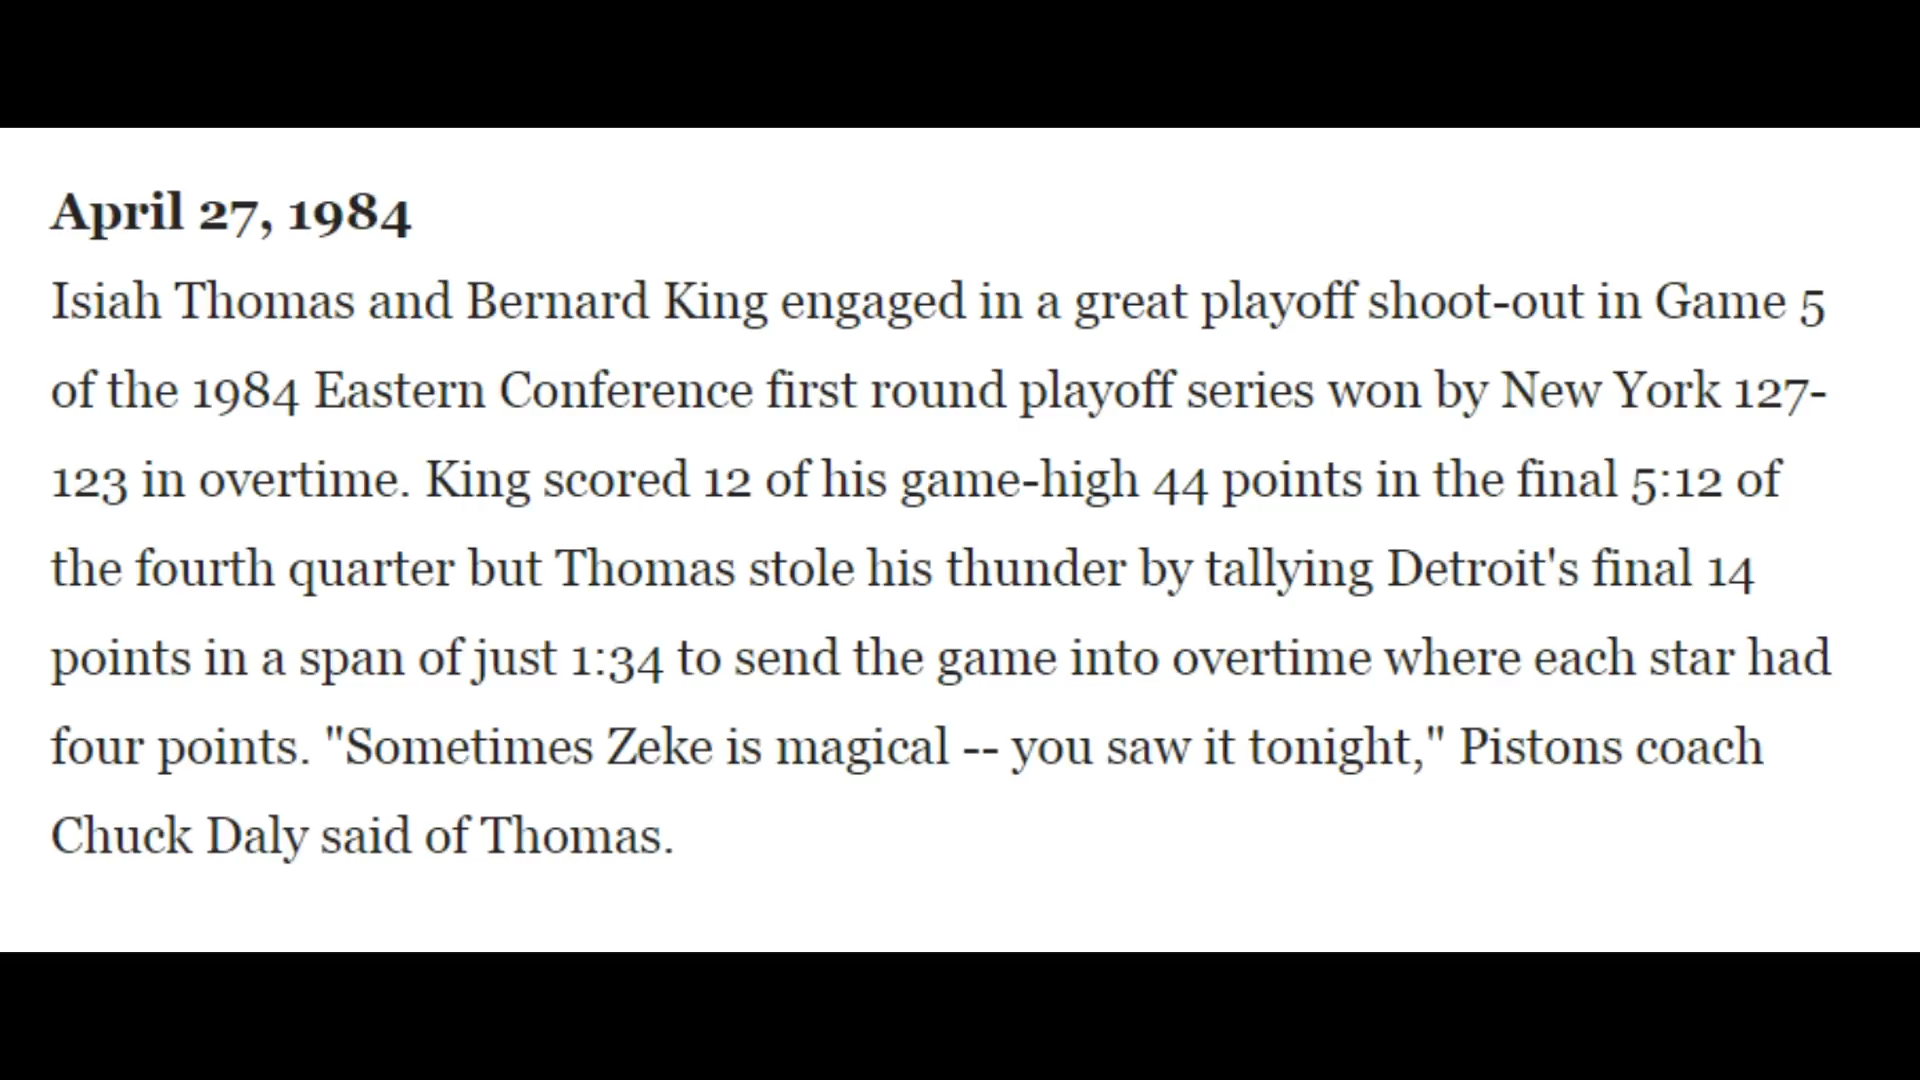 April 27, 1984
Isiah Thomas and Bernard King engaged in a great playoff shoot-out in Game 5
of the 1984 Eastern Conference first round playoff series won by New York 127-
123 in overtime. King scored 12 of his game-high 44 points in the final 5:12 of
the fourth quarter but Thomas stole his thunder by tallying Detroit's final 14
points in a span of just 1:34 to send the game into overtime where each star had
four points. "Sometimes Zeke is magical -- you saw it tonight," Pistons coach
Chuck Daly said of Thomas.